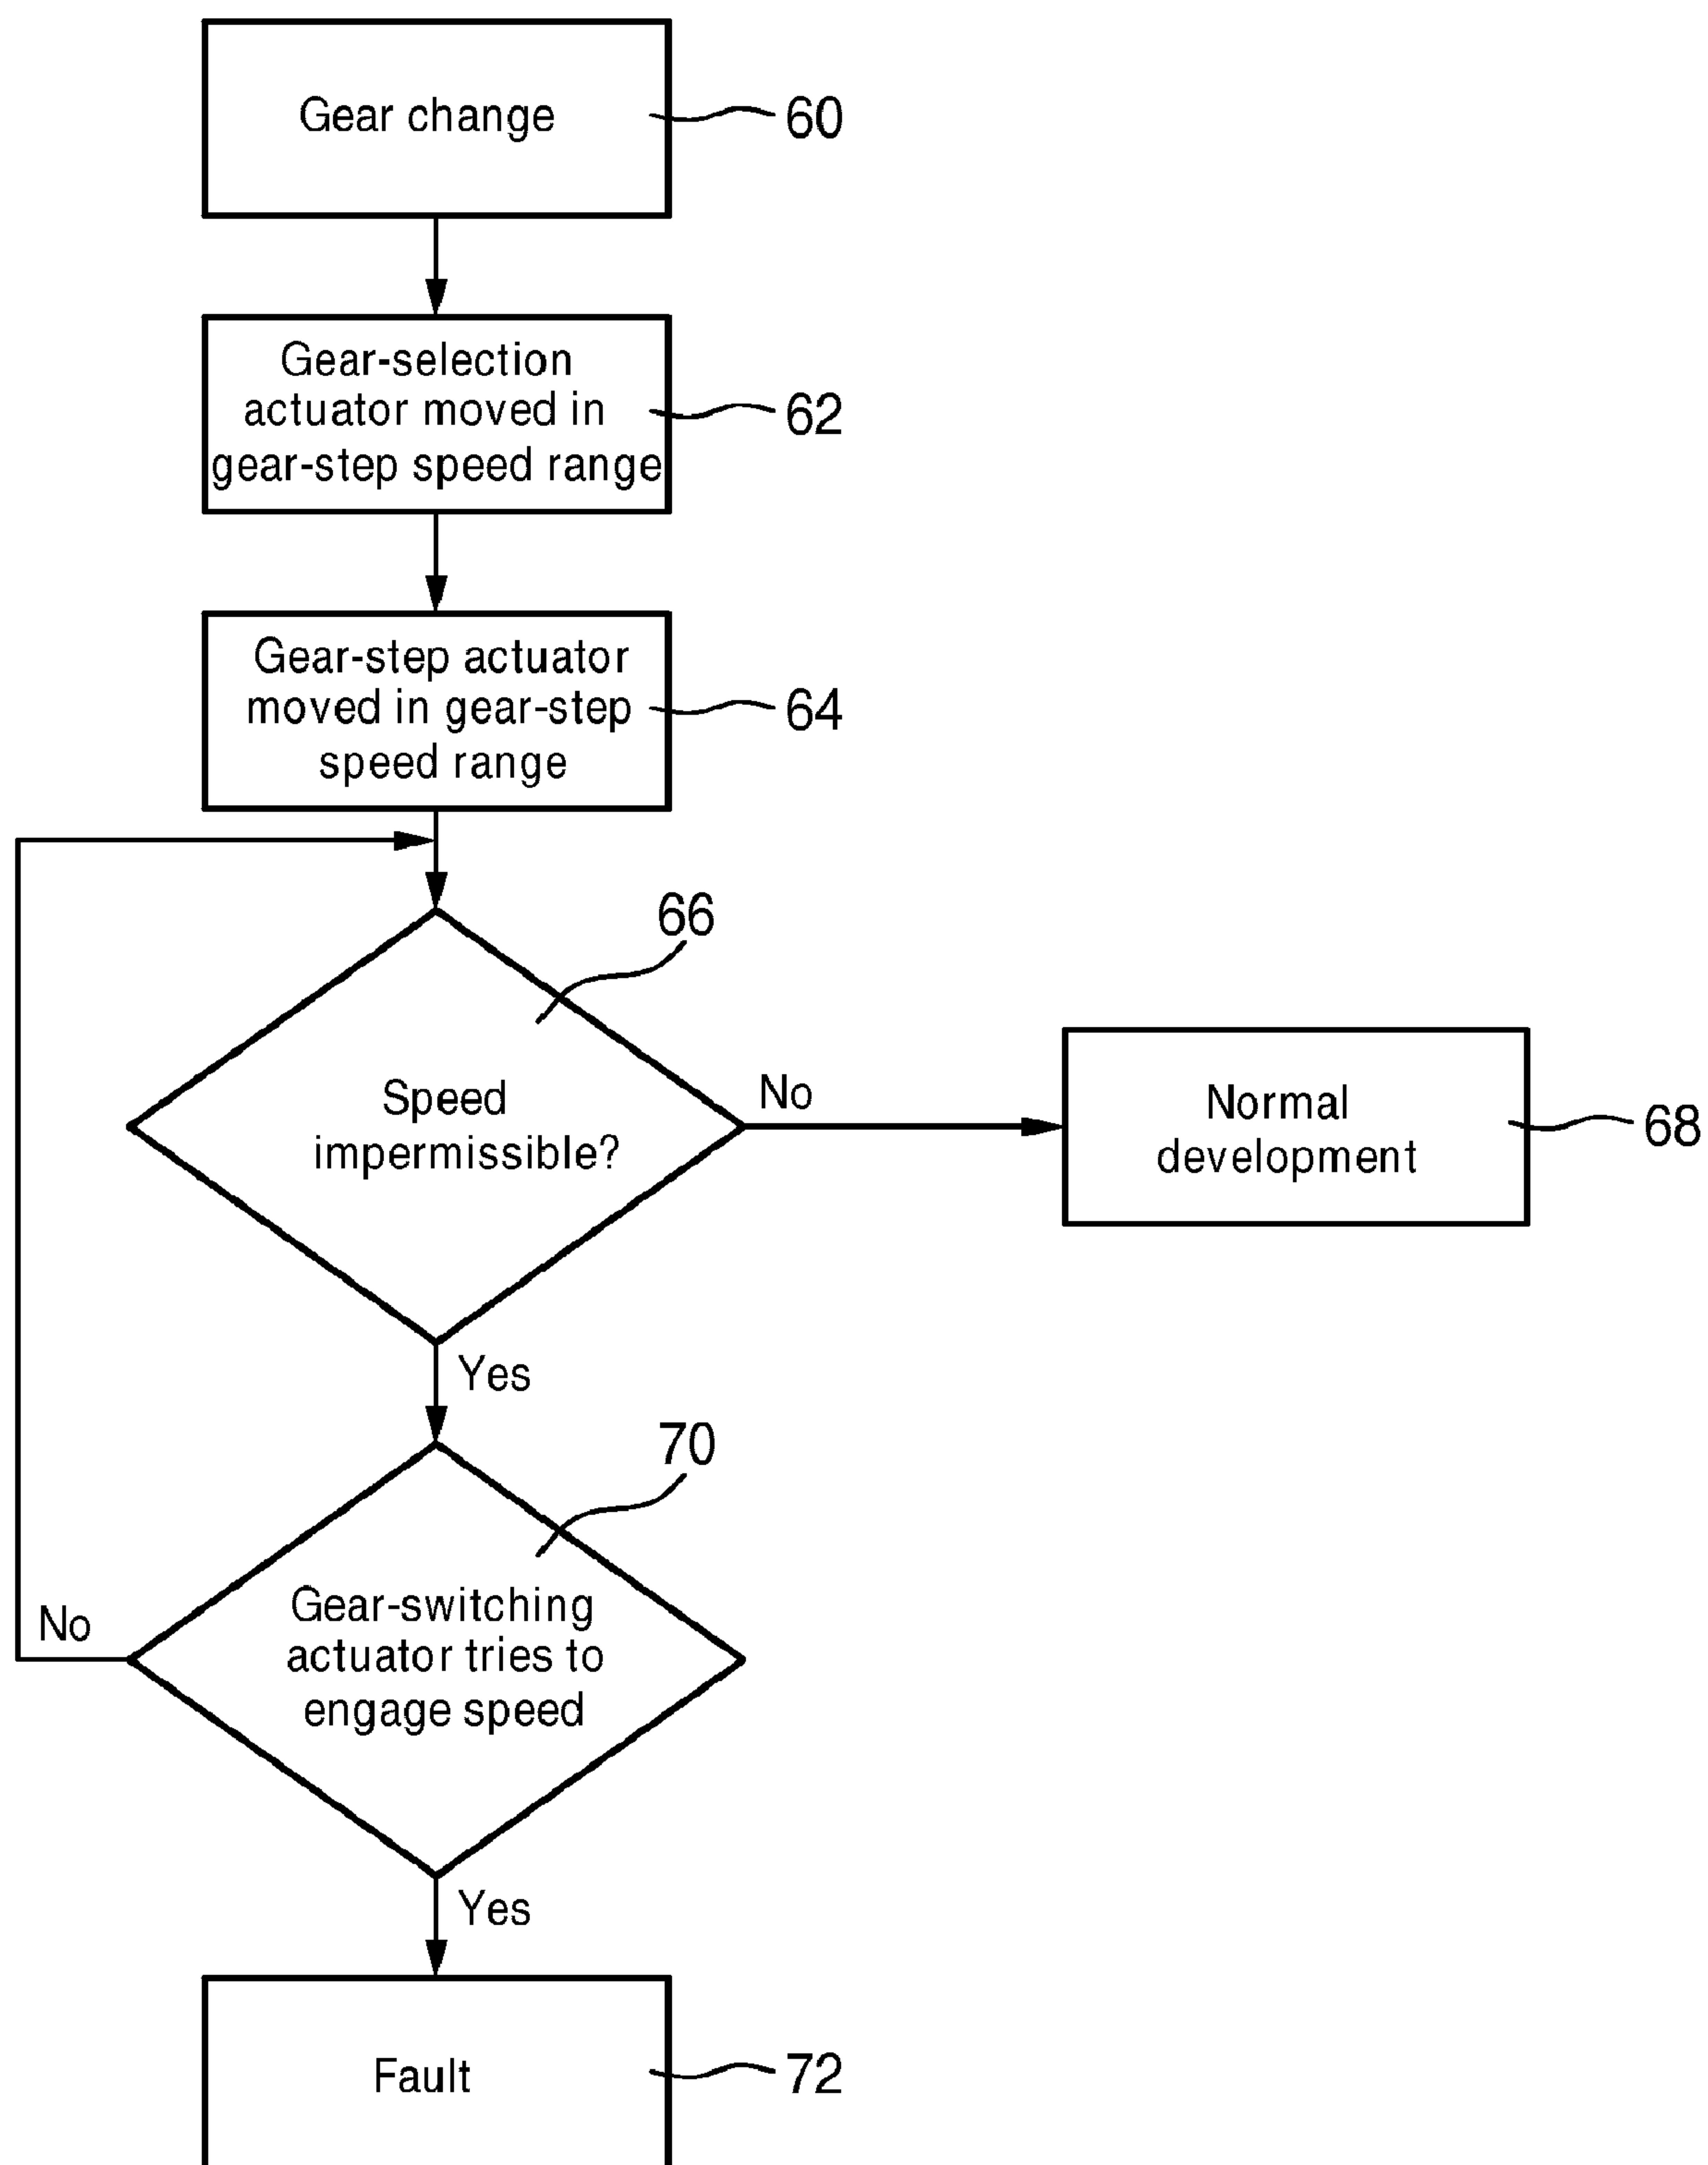 Gear change
60
Gear-selection
actuator moved in
gear-step speed range
62
Gear-step actuator
moved in gear-step
speed range
64
66
Speed
impermissible?
No
Normal
development
68
Yes
70
Gear-switching
actuator tries to
engage speed
No
Yes
Fault
72